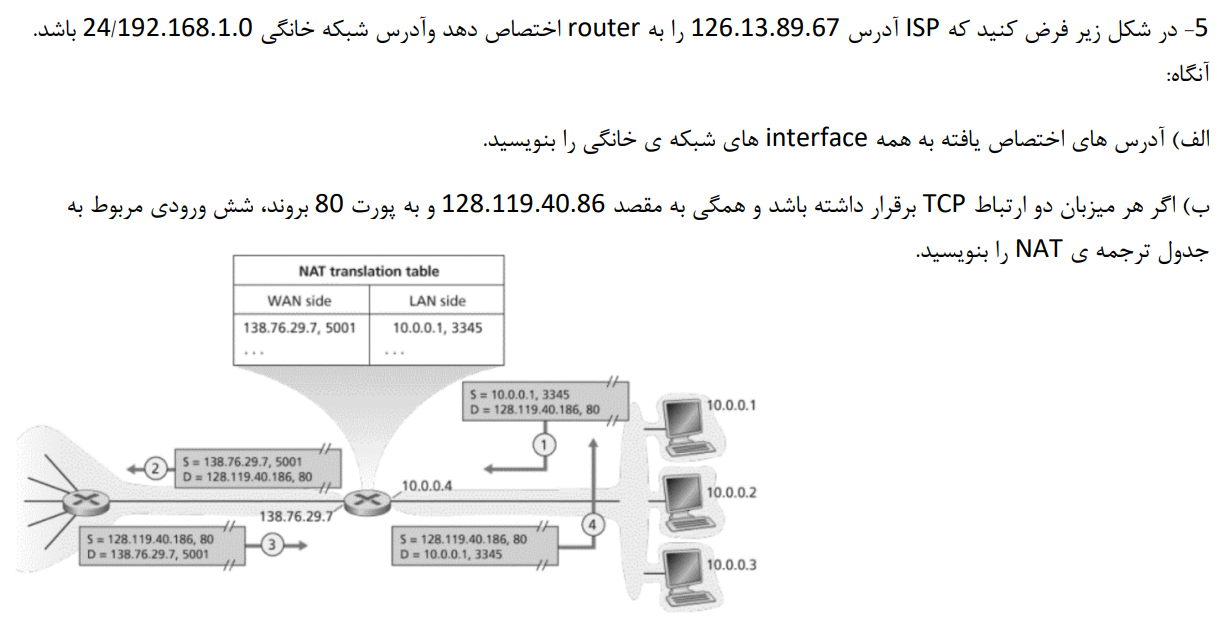 5- در شکل زیر فرض کنید که ISP آدرس 126.13.89.67 را به router اختصاص دهد وآدرس شبکه خانگی 24/192.168.1.0 باشد.
آنگاه:
الف) آدرس های اختصاص یافته به همه interface های شبکه ی خانگی را بنویسید.
ب) اگر هر میزبان دو ارتباط TCP برقرار داشته باشد و همگی به مقصد 128.119.40.86 و به پورت 80 بروند، شش ورودی مربوط به
جدول ترجمه ی NAT را بنویسید.
NAT translation table
WAN side LAN side
138.76.29.7, 5001 10.0.0.1, 3345
... ...
S = 10.0.0.1, 3345
D = 128.119.40.186, 80
10.0.0.1
1
2
S = 138.76.29.7, 5001
D = 128.119.40.186, 80
10.0.0.4
10.0.0.2
138.76.29.7
4
S = 128.119.40.186, 80
D = 138.76.29.7, 5001
3
S = 128.119.40.186, 80
D = 10.0.0.1, 3345
10.0.0.3